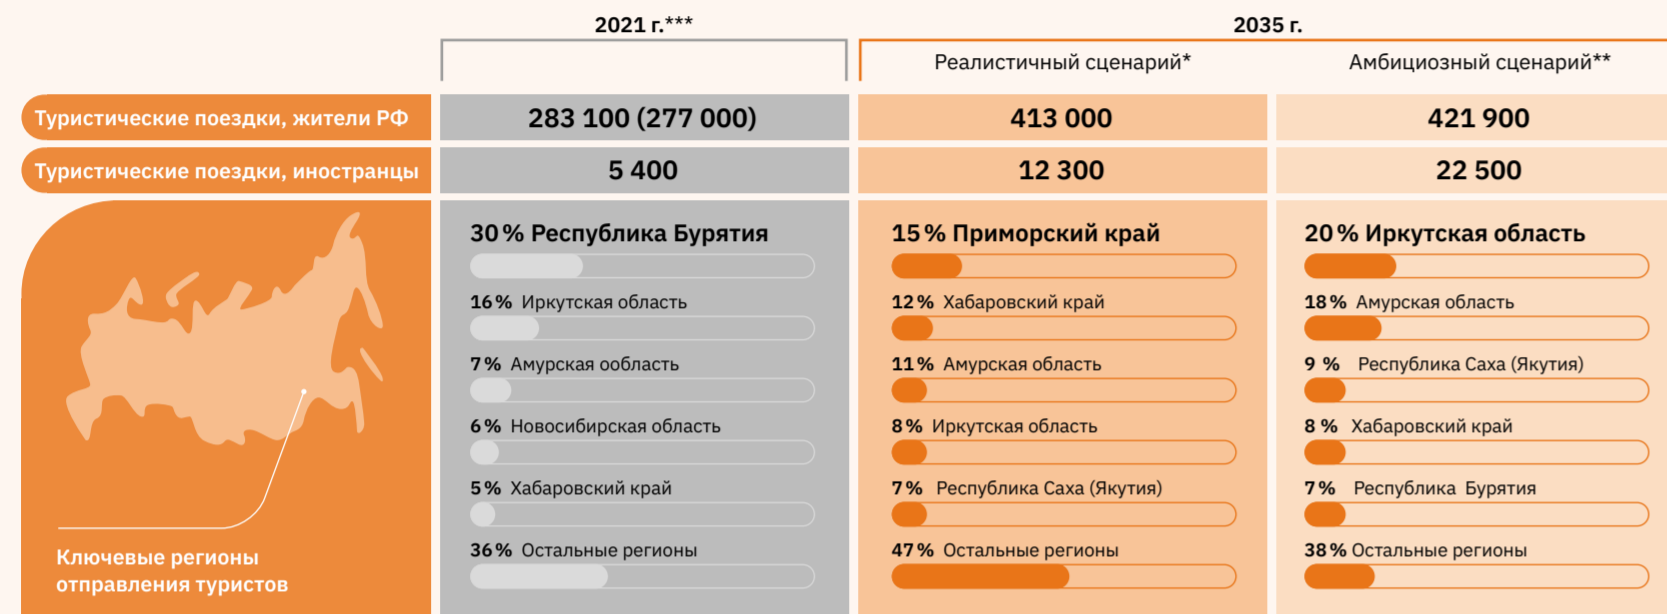 2021 г.***
2035 г.
Реалистичный сценарий*
Амбициозный сценарий**
Туристические поездки, жители РФ
283 100 (277 000)
413 000
421 900
Туристические поездки, иностранцы
5 400
12 300
22 500
Ключевые регионы
отправления туристов
30 % Республика Бурятия
16 % Иркутская область
7 % Амурская ообласть
6 % Новосибирская область
5 % Хабаровский край
36 % Остальные регионы
15 % Приморский край
12 % Хабаровский край
11 % Амурская область
8 % Иркутская область
7 % Республика Саха (Якутия)
47 % Остальные регионы
20 % Иркутская область
18 % Амурская область
9 % Республика Саха (Якутия)
8 % Хабаровский край
7 % Республика Бурятия
38 % Остальные регионы